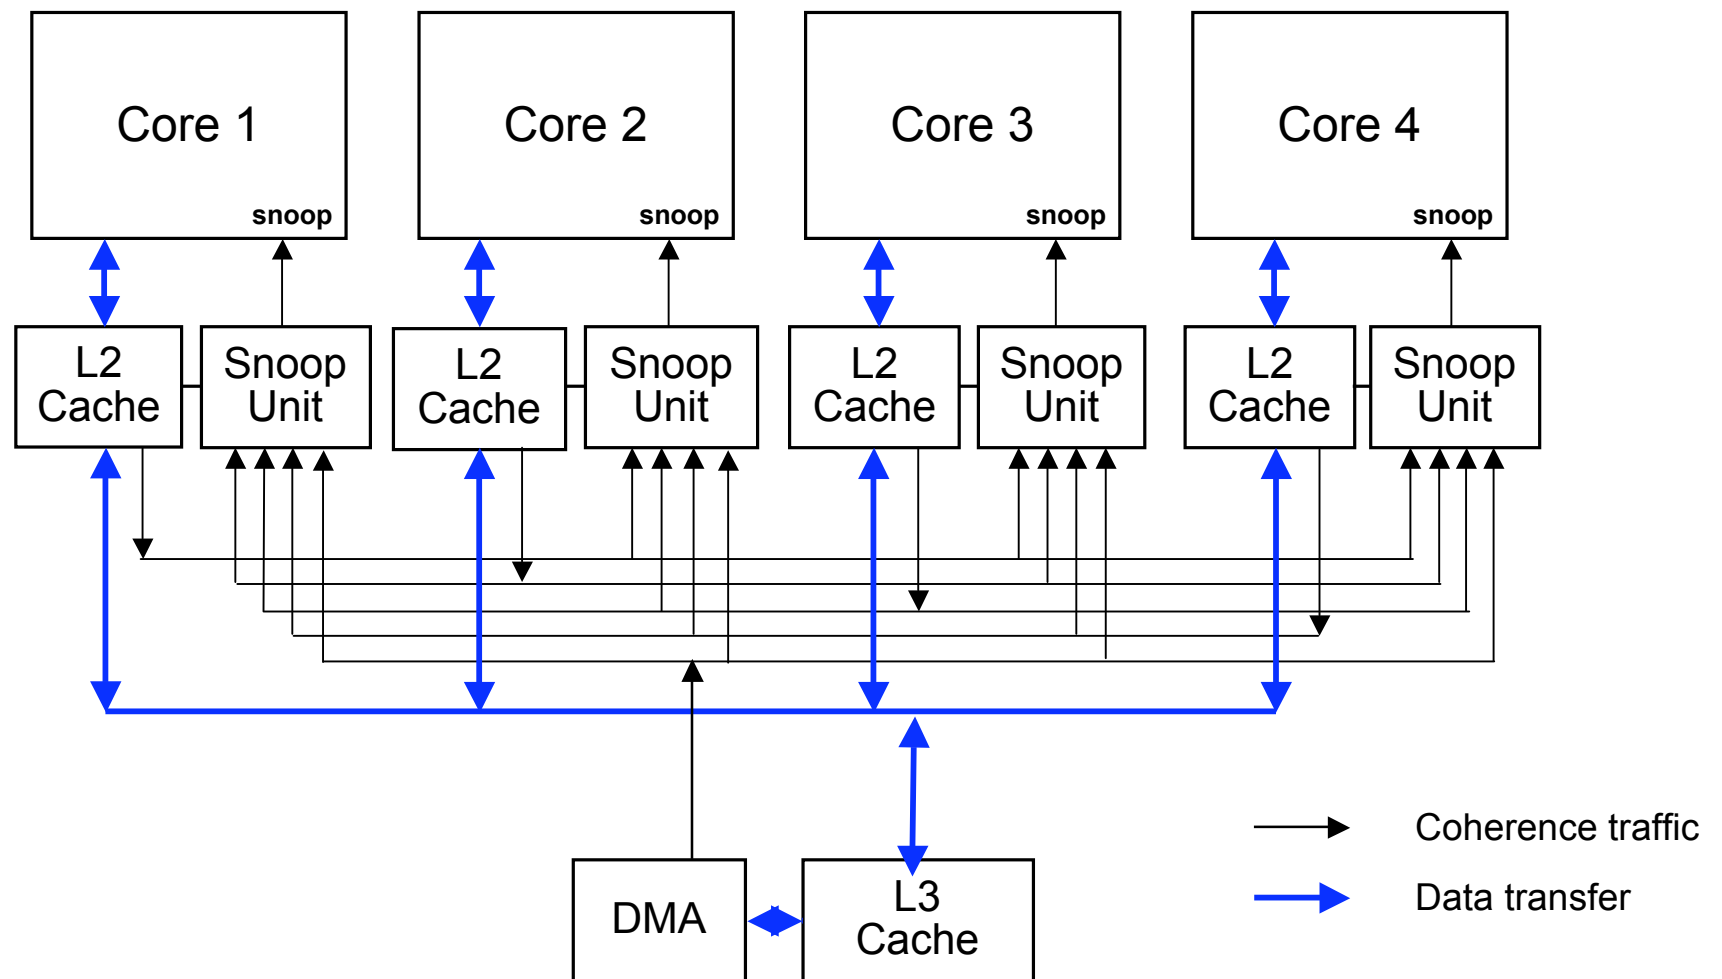 Core 1
snoop
Core 2
snoop
Core 3
snoop
Core 4
snoop
L2
Cache
Snoop
Unit
L2
Cache
Snoop
Unit
L2
Cache
Snoop
Unit
L2
Cache
Snoop
Unit
DMA
L3
Cache
Coherence traffic
Data transfer